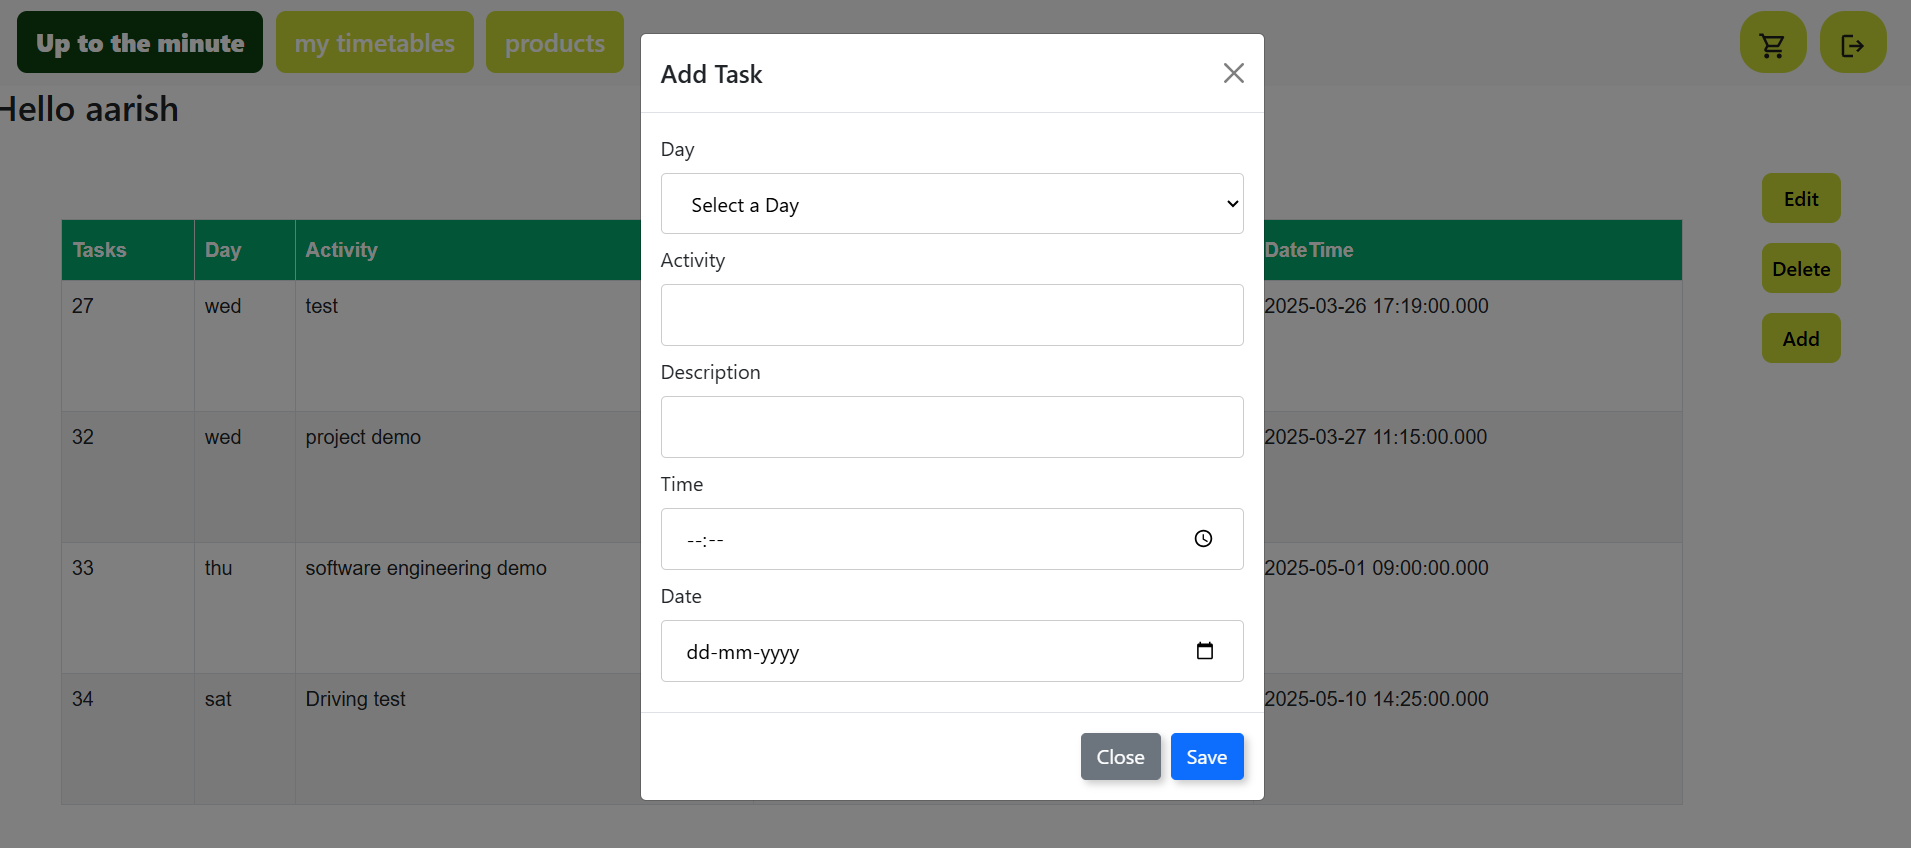 Up to the minute my timetables products
Hello aarish
Add Task
Day
Select a Day
Activity
Description
Time
--:--
Date
dd-mm-yyyy
Close Save
Tasks Day Activity DateTime
27 wed test 2025-03-26 17:19:00.000
32 wed project demo 2025-03-27 11:15:00.000
33 thu software engineering demo 2025-05-01 09:00:00.000
34 sat Driving test 2025-05-10 14:25:00.000
Edit
Delete
Add